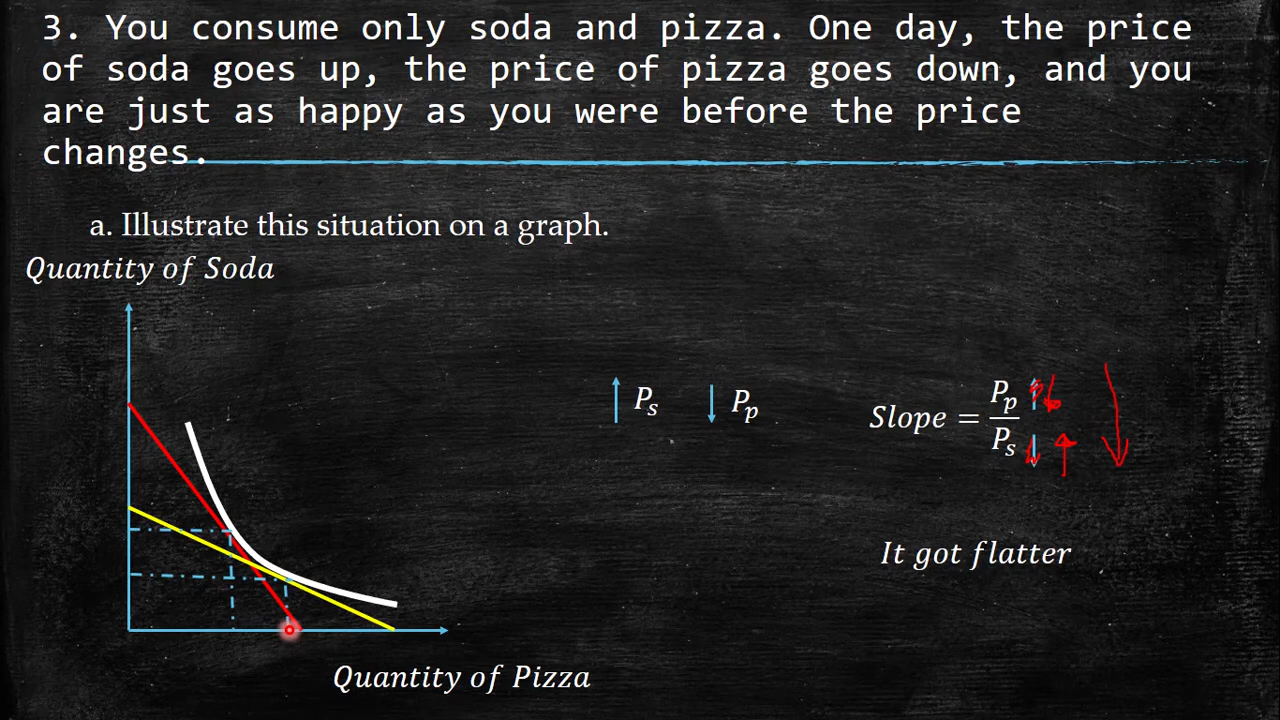 3. You consume only soda and pizza. One day, the price
of soda goes up, the price of pizza goes down, and you
are just as happy as you were before the price
changes.
a. Illustrate this situation on a graph.
Quantity of Soda
↑ Pₛ ↓ Pₚ
Slope = Pₚ/Pₛ
It got flatter
Quantity of Pizza